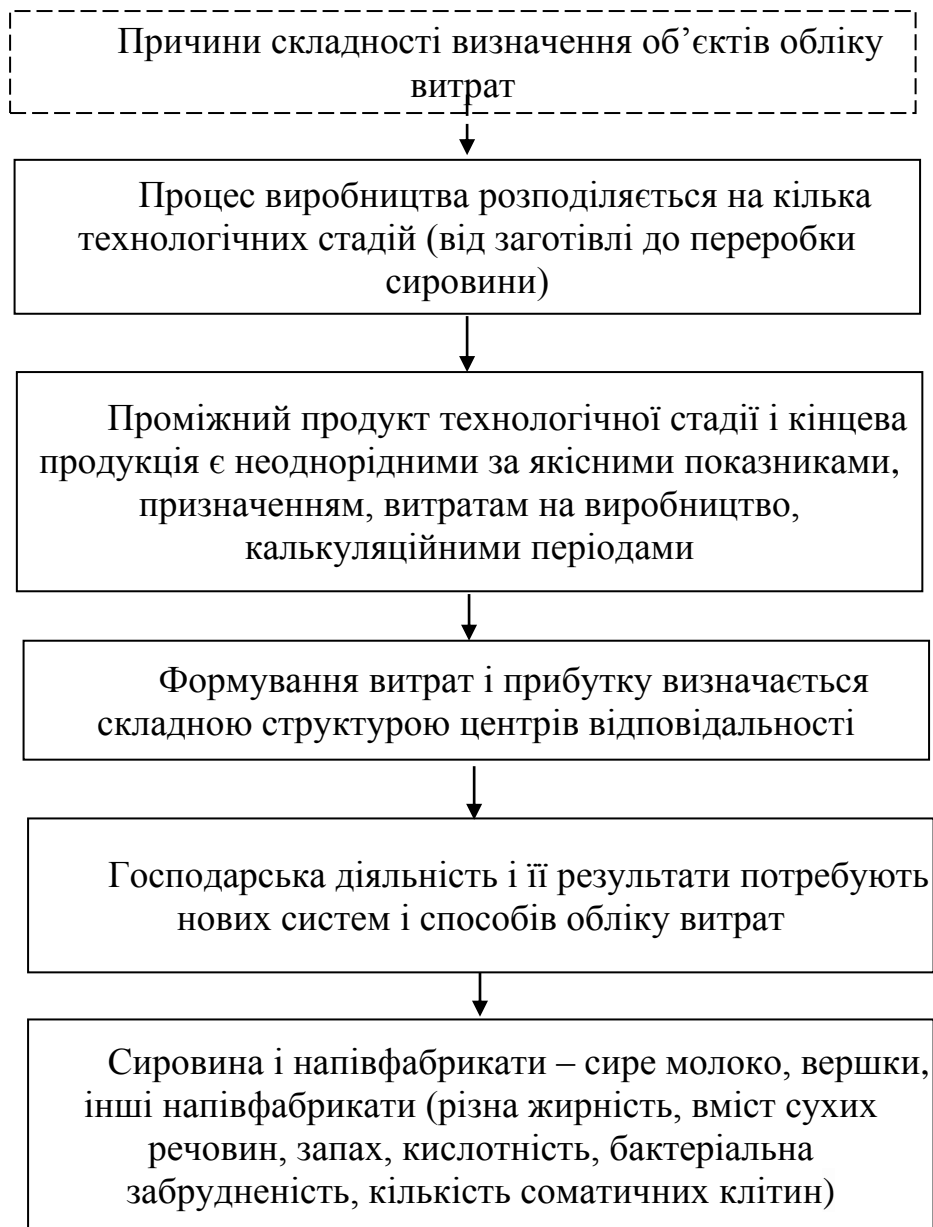 Причини складності визначення об’єктів обліку
витрат
Процес виробництва розподіляється на кілька
технологічних стадій (від заготівлі до переробки
сировини)
Проміжний продукт технологічної стадії і кінцева
продукція є неоднорідними за якісними показниками,
призначенням, витратам на виробництво,
калькуляційними періодами
Формування витрат і прибутку визначається
складною структурою центрів відповідальності
Господарська діяльність і її результати потребують
нових систем і способів обліку витрат
Сировина і напівфабрикати – сире молоко, вершки,
інші напівфабрикати (різна жирність, вміст сухих
речовин, запах, кислотність, бактеріальна
забрудненість, кількість соматичних клітин)